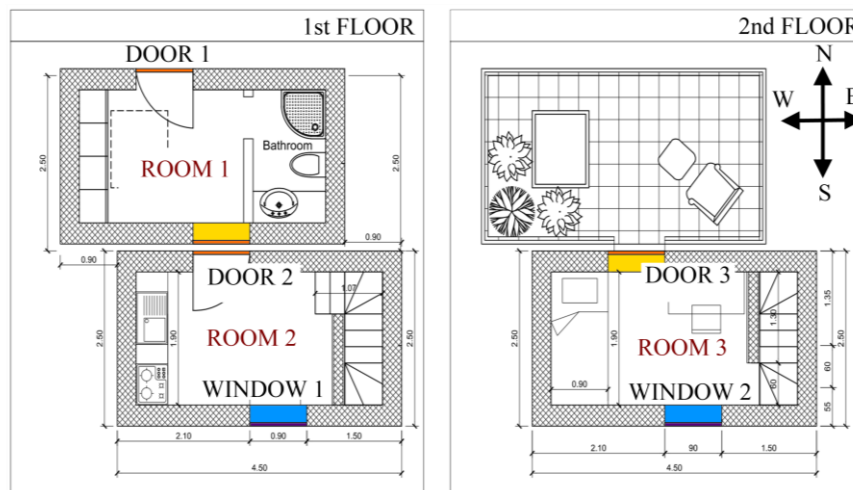 1st FLOOR
2nd FLOOR
DOOR 1
N
W
S
2.50
2.50
Bathroom
ROOM 1
0.90
0.90
DOOR 2
DOOR 3
1.07
1.35
2.50
1.90
2.50
2.50
1.90
1.30
2.50
ROOM 2
ROOM 3
60
0.90
60
WINDOW 1
WINDOW 2
55
2.10
0.90
1.50
2.10
90
1.50
4.50
4.50